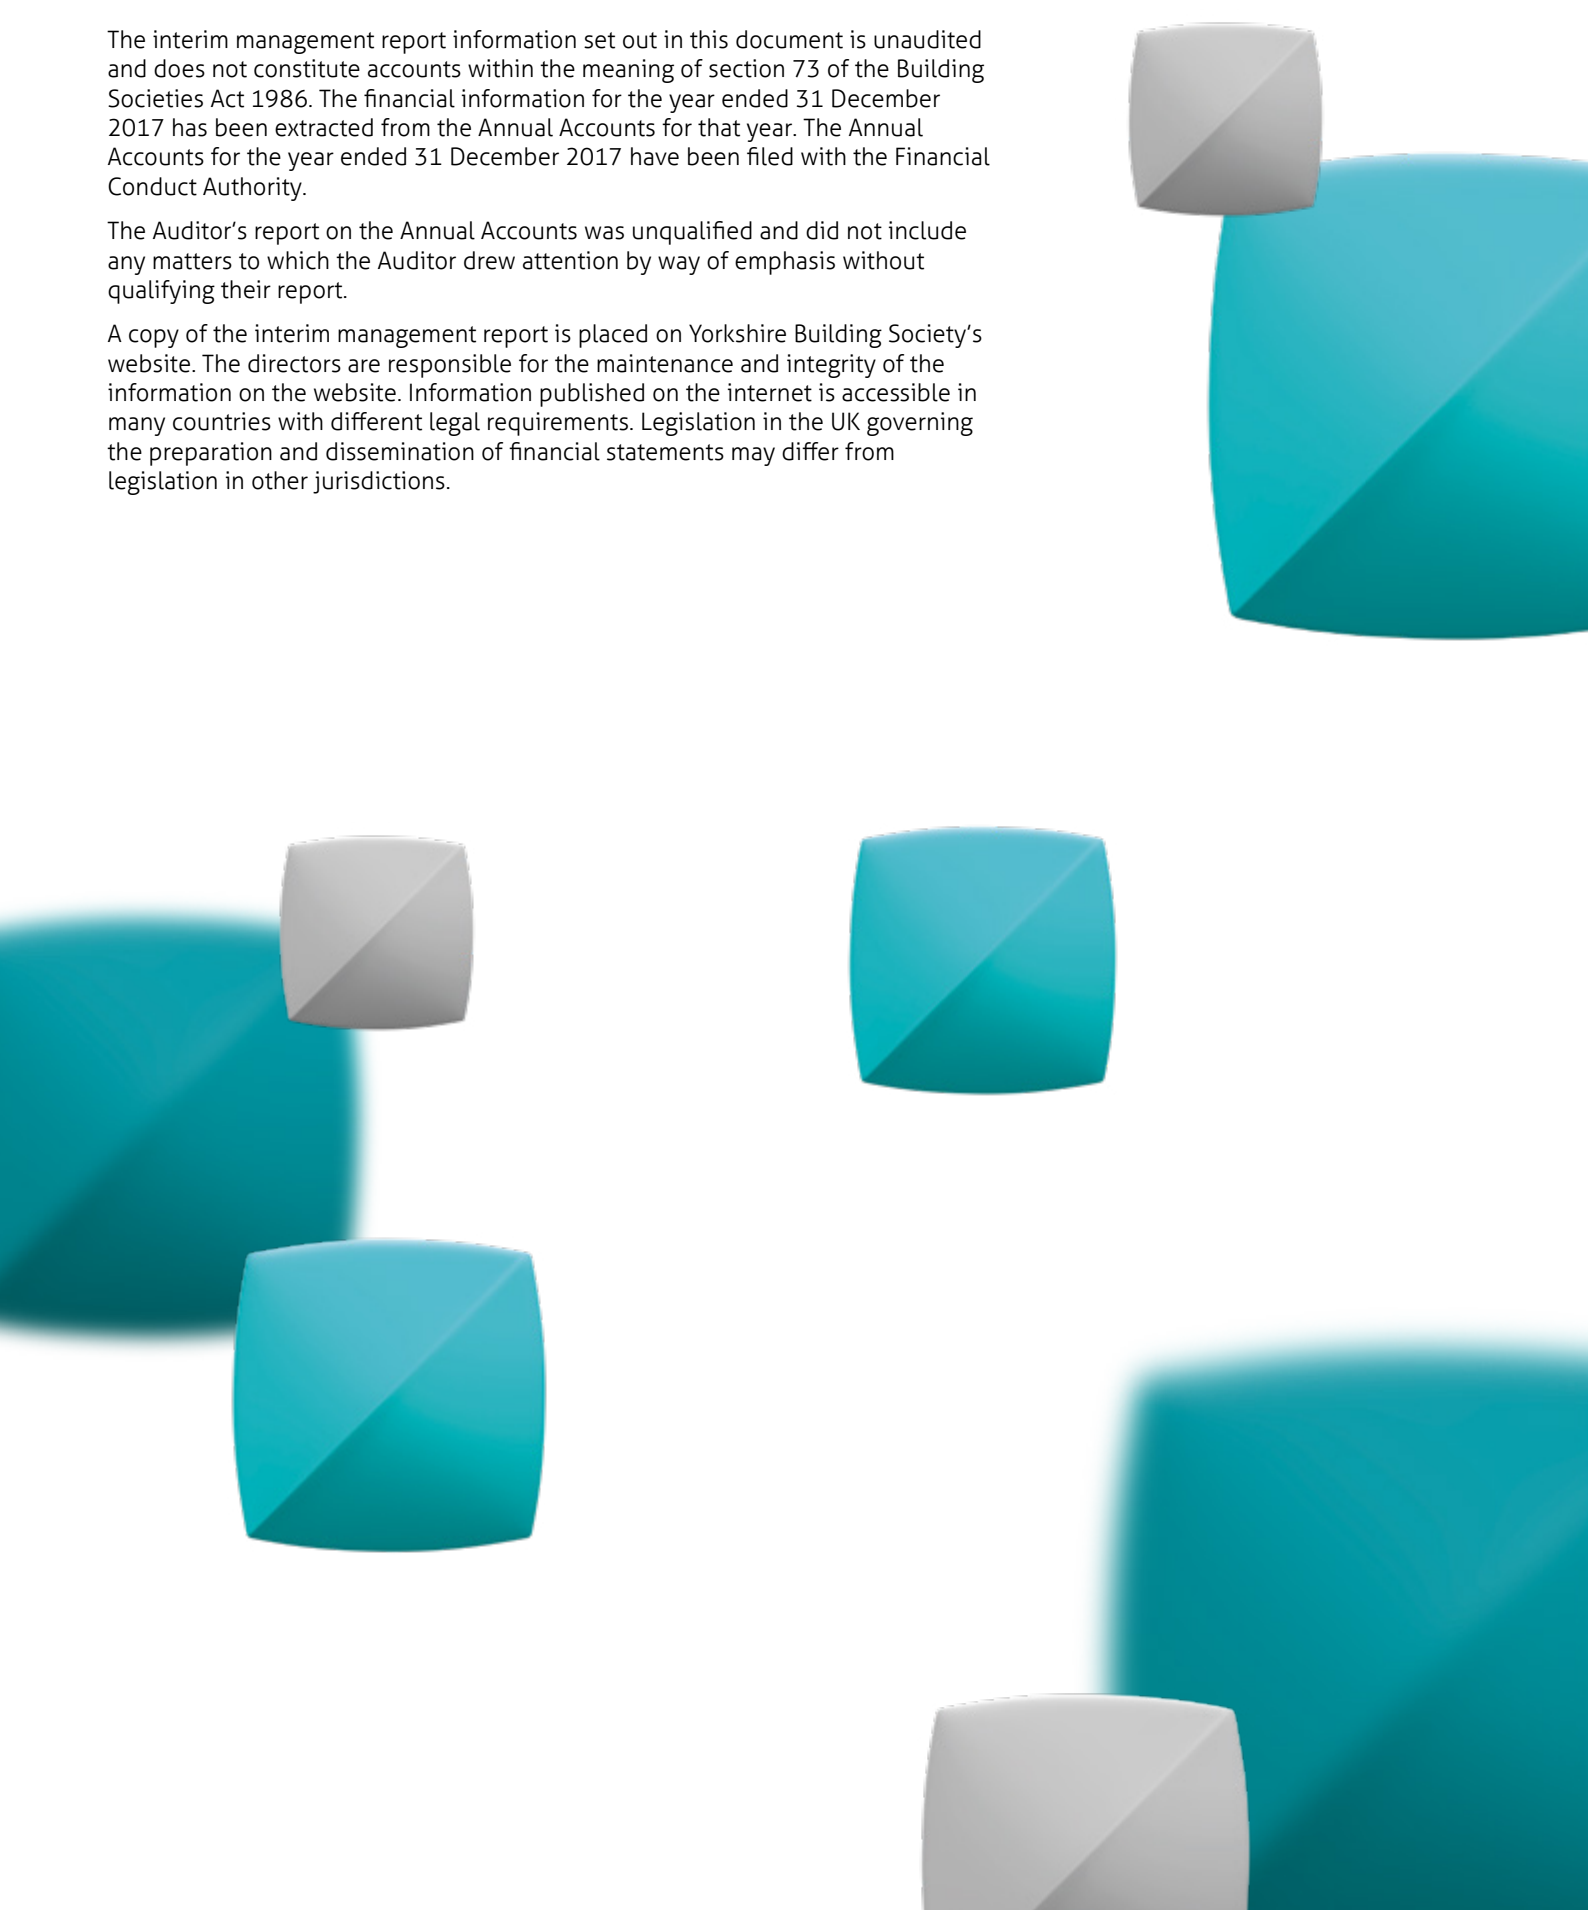 The interim management report information set out in this document is unaudited
and does not constitute accounts within the meaning of section 73 of the Building
Societies Act 1986. The financial information for the year ended 31 December
2017 has been extracted from the Annual Accounts for that year. The Annual
Accounts for the year ended 31 December 2017 have been filed with the Financial
Conduct Authority.
The Auditor’s report on the Annual Accounts was unqualified and did not include
any matters to which the Auditor drew attention by way of emphasis without
qualifying their report.
A copy of the interim management report is placed on Yorkshire Building Society’s
website. The directors are responsible for the maintenance and integrity of the
information on the website. Information published on the internet is accessible in
many countries with different legal requirements. Legislation in the UK governing
the preparation and dissemination of financial statements may differ from
legislation in other jurisdictions.